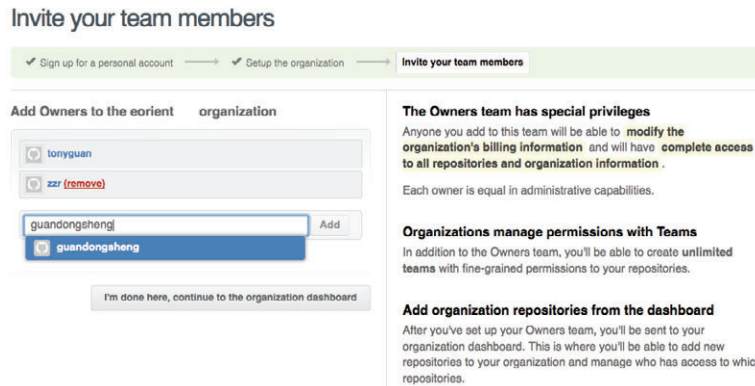 Invite your team members
✔ Sign up for a personal account → ✔ Setup the organization → Invite your team members
Add Owners to the eorient organization
tonyguan
zzr (remove)
guandongsheng Add
guandongsheng
I'm done here, continue to the organization dashboard
The Owners team has special privileges
Anyone you add to this team will be able to modify the
organization's billing information and will have complete access
to all repositories and organization information .
Each owner is equal in administrative capabilities.
Organizations manage permissions with Teams
In addition to the Owners team, you'll be able to create unlimited
teams with fine-grained permissions to your repositories.
Add organization repositories from the dashboard
After you've set up your Owners team, you'll be sent to your
organization dashboard. This is where you'll be able to add new
repositories to your organization and manage who has access to whic
repositories.